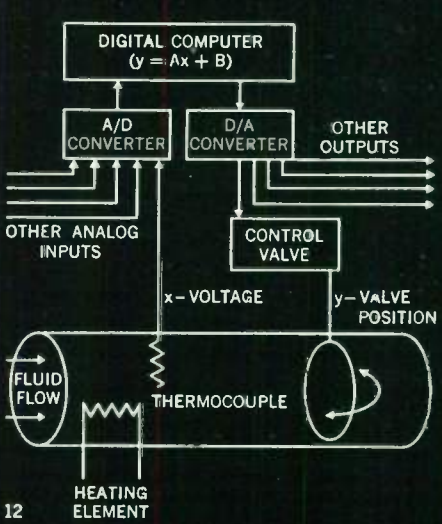 DIGITAL COMPUTER
(y = Ax + B)
A/D
CONVERTER
D/A
CONVERTER
OTHER
OUTPUTS
OTHER ANALOG
INPUTS
CONTROL
VALVE
x-VOLTAGE
y-VALVE
POSITION
FLUID
FLOW
THERMOCOUPLE
HEATING
ELEMENT
12